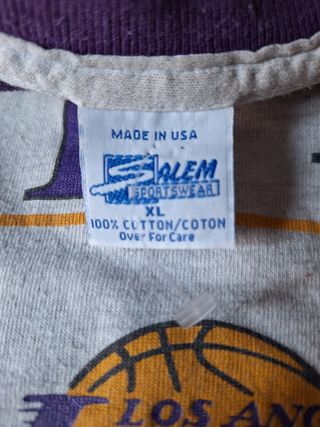 MADE IN USA
SALEM
SPORTSWEAR
XL
100% COTTON/COTON
Over For Care
LOS ANG